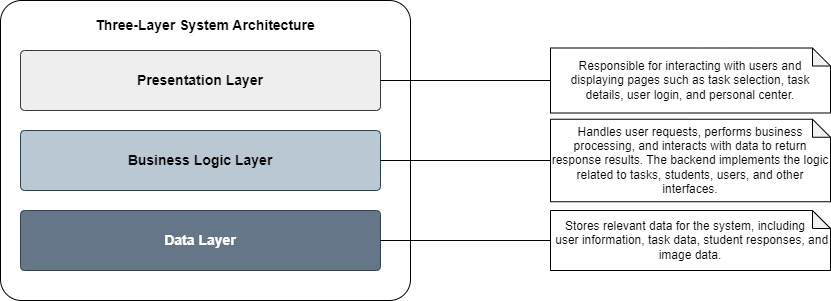 Three-Layer System Architecture
Presentation Layer
Responsible for interacting with users and
displaying pages such as task selection, task
details, user login, and personal center.
Business Logic Layer
Handles user requests, performs business
processing, and interacts with data to return
response results. The backend implements the logic
related to tasks, students, users, and other
interfaces.
Data Layer
Stores relevant data for the system, including
user information, task data, student responses, and
image data.